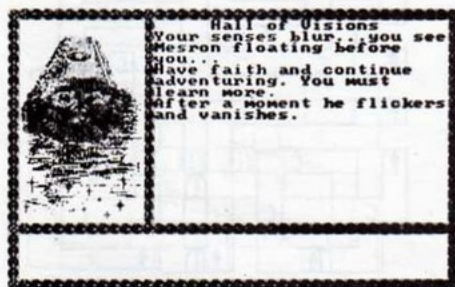 Hall of Visions
Your senses blur...you see
Mesron floating before
you...
Have faith and continue
adventuring. You must
learn more.
After a moment he flickers
and vanishes.